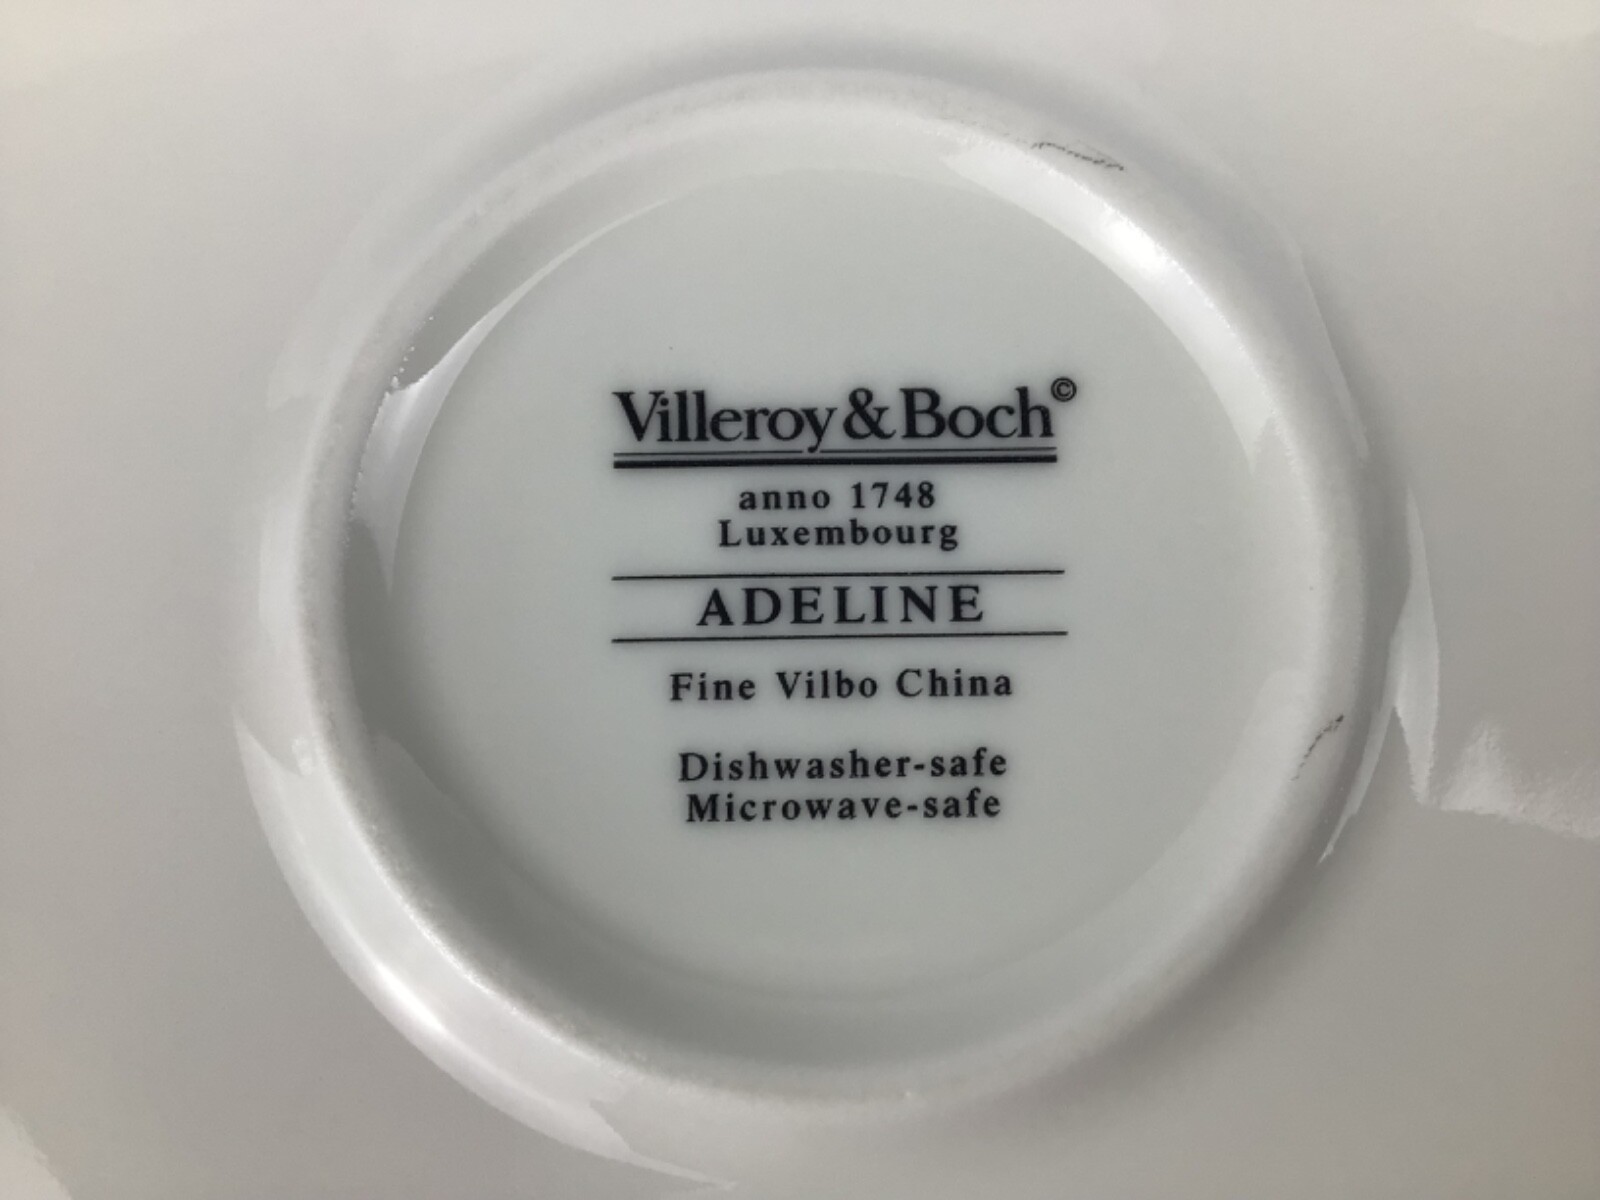 Villeroy & Boch©
anno 1748
Luxembourg
ADELINE
Fine Vilbo China
Dishwasher-safe
Microwave-safe